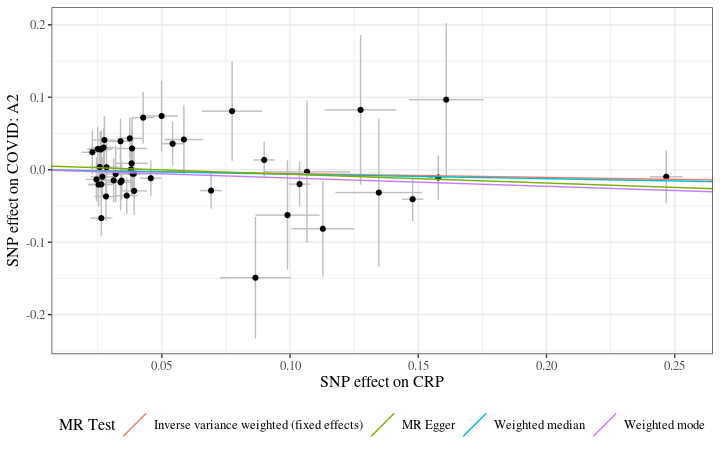 0.2
0.1
0.0
-0.1
-0.2
SNP effect on COVID: A2
0.05
0.10
0.15
0.20
0.25
SNP effect on CRP
MR Test
Inverse variance weighted (fixed effects)
MR Egger
Weighted median
Weighted mode